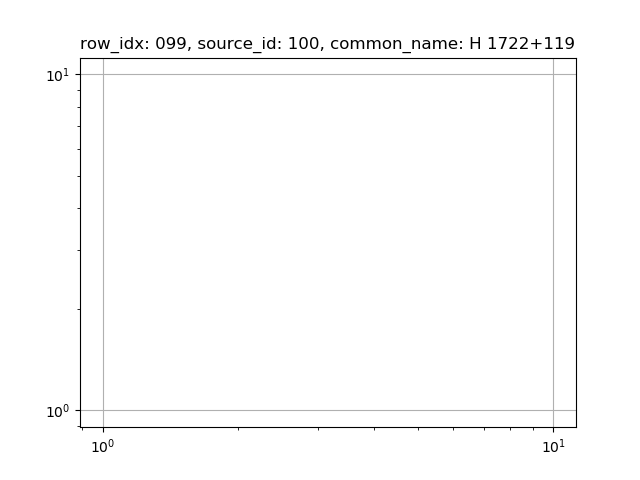 row_idx: 099, source_id: 100, common_name: H 1722+119
10¹
10⁰
10⁰ 10¹